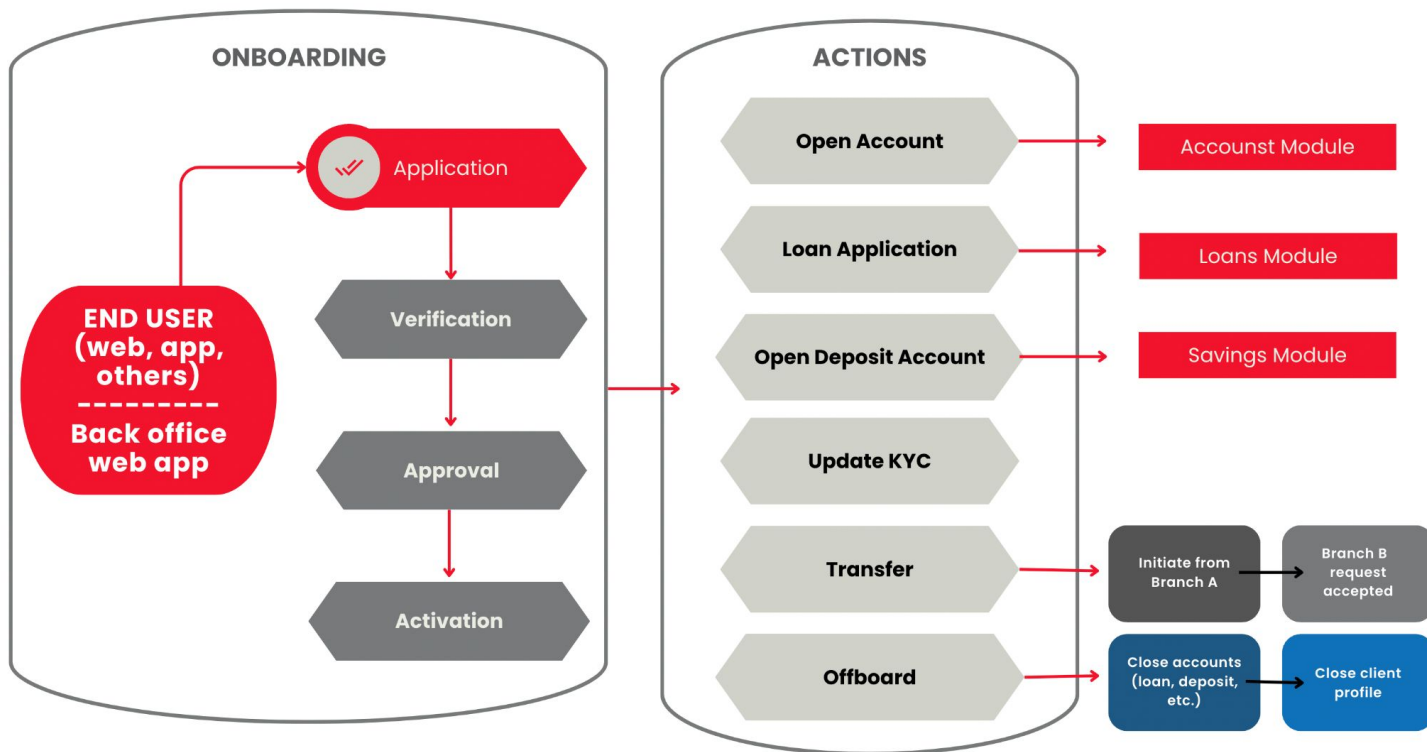 ONBOARDING
Application
END USER
(web, app,
others)
---------
Back office
web app
Verification
Approval
Activation
ACTIONS
Open Account
Accounst Module
Loan Application
Loans Module
Open Deposit Account
Savings Module
Update KYC
Transfer
Initiate from
Branch A
Branch B
request
accepted
Offboard
Close accounts
(loan, deposit,
etc.)
Close client
profile